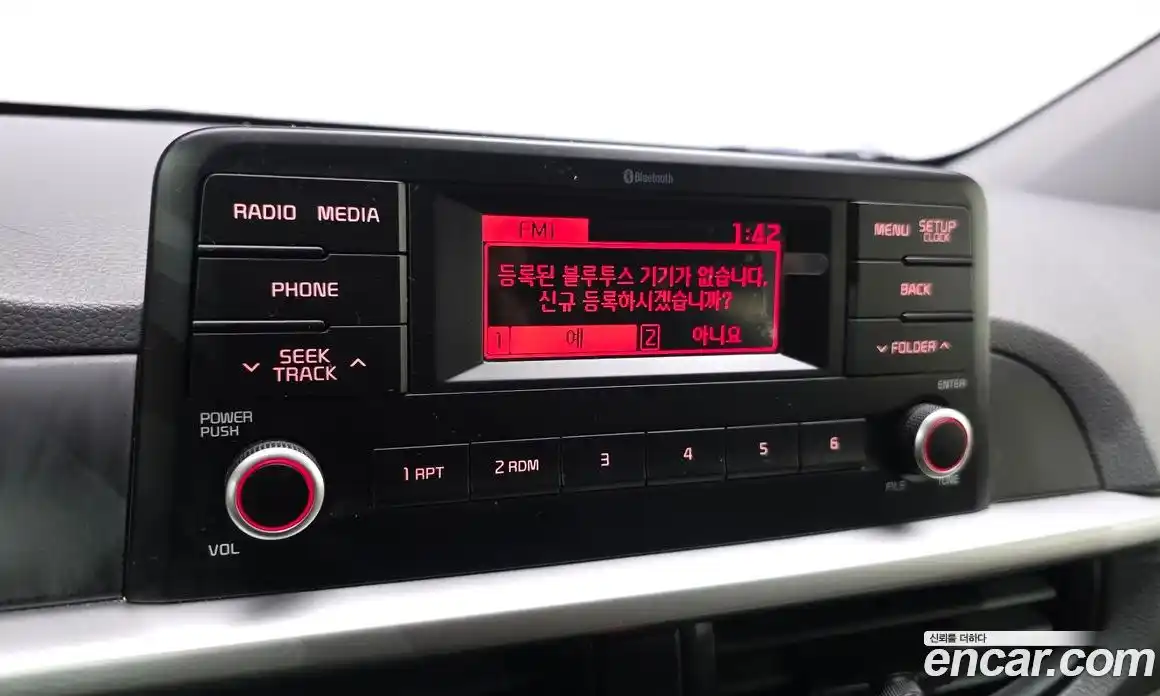 Bluetooth
RADIO MEDIA
PHONE
SEEK
TRACK
POWER
PUSH
VOL
FM1 1:42
등록된 블루투스 기기가 없습니다.
신규 등록하시겠습니까?
1 예 2 아니요
MENU SETUP
CLOCK
BACK
FOLDER
ENTER
FILE TUNE
1 RPT 2 RDM 3 4 5 6
신뢰를 더하다
encar.com